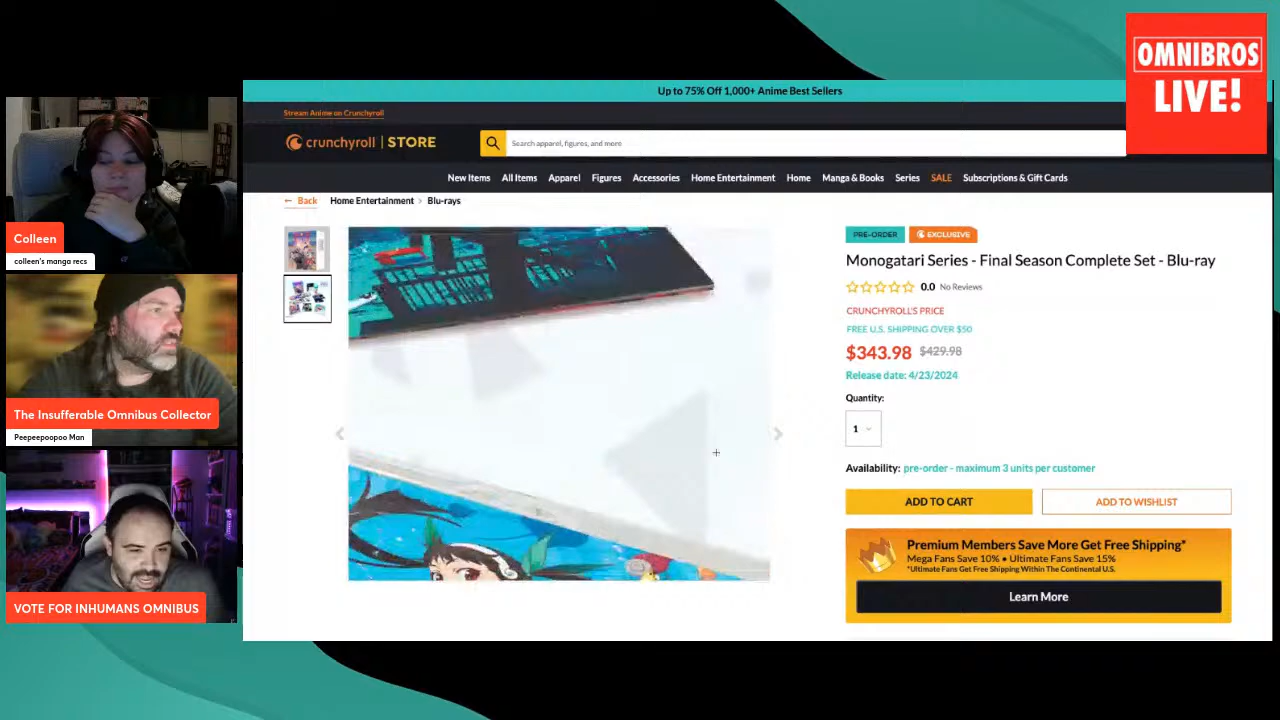 OMNIBROS
LIVE!
Colleen
colleen's manga recs
The Insufferable Omnibus Collector
Peepeepoopoo Man
VOTE FOR INHUMANS OMNIBUS
Up to 75% Off 1,000+ Anime Best Sellers
Stream Anime on Crunchyroll
crunchyroll | STORE
Search apparel, figures, and more
New Items All Items Apparel Figures Accessories Home Entertainment Home Manga & Books Series SALE Subscriptions & Gift Cards
← Back Home Entertainment > Blu-rays
PRE-ORDER EXCLUSIVE
Monogatari Series - Final Season Complete Set - Blu-ray
0.0 No Reviews
CRUNCHYROLL'S PRICE
FREE U.S. SHIPPING OVER $50
$343.98 $429.98
Release date: 4/23/2024
Quantity:
1
Availability: pre-order - maximum 3 units per customer
ADD TO CART ADD TO WISHLIST
Premium Members Save More Get Free Shipping*
Mega Fans Save 10% • Ultimate Fans Save 15%
*Ultimate Fans Get Free Shipping Within The Continental U.S.
Learn More